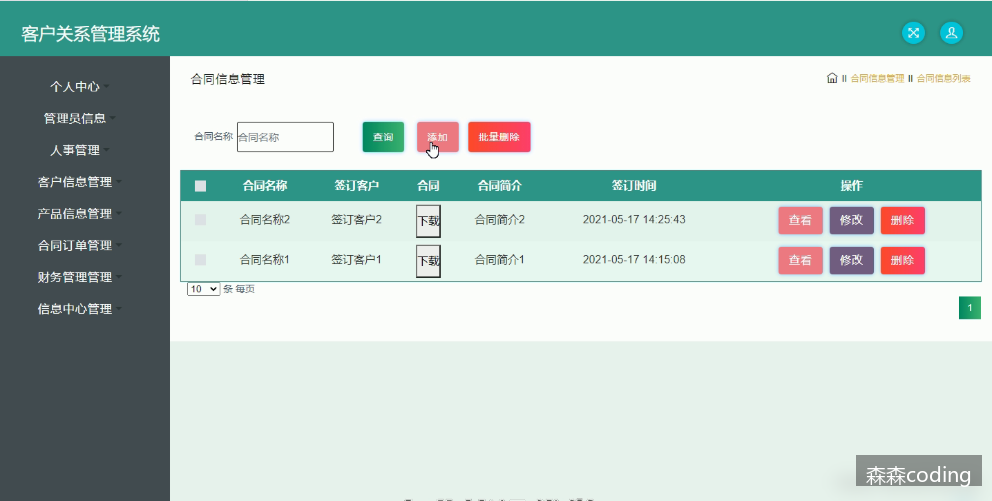 客户关系管理系统
个人中心
管理员信息
人事管理
客户信息管理
产品信息管理
合同订单管理
财务管理管理
信息中心管理
合同信息管理
合同信息管理 合同信息列表
合同名称 合同名称 查询 添加 批量删除
合同名称 签订客户 合同 合同简介 签订时间 操作
合同名称2 签订客户2 下载 合同简介2 2021-05-17 14:25:43 查看 修改 删除
合同名称1 签订客户1 下载 合同简介1 2021-05-17 14:15:08 查看 修改 删除
10 条 每页
1
森森coding